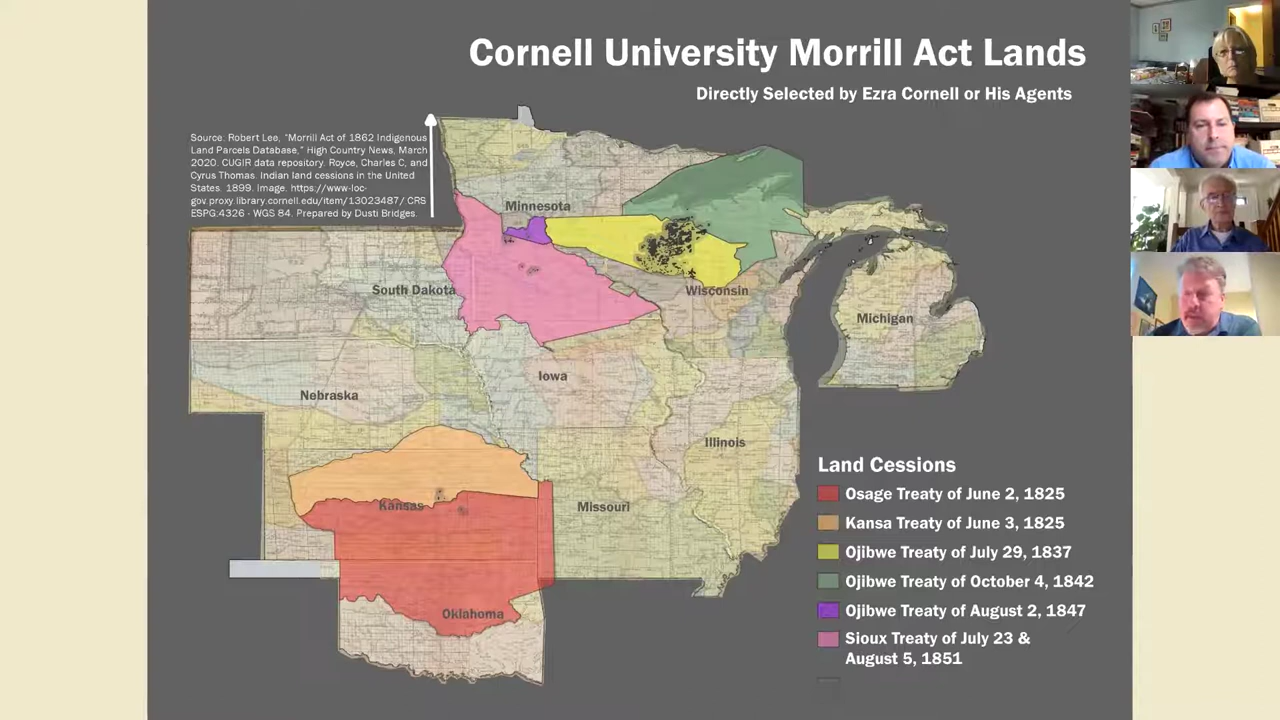 Cornell University Morrill Act Lands
Directly Selected by Ezra Cornell or His Agents
Source: Robert Lee, "Morrill Act of 1862 Indigenous
Land Parcels Database," High Country News, March
2020. CUGIR data repository. Royce, Charles C, and
Cyrus Thomas. Indian land cessions in the United
States. 1899. Image. https://www-loc-
gov.proxy.library.cornell.edu/item/13023487/ CRS
ESPG:4326 - WGS 84. Prepared by Dusti Bridges.
Minnesota
South Dakota
Wisconsin
Michigan
Iowa
Nebraska
Illinois
Kansas
Missouri
Oklahoma
Land Cessions
Osage Treaty of June 2, 1825
Kansa Treaty of June 3, 1825
Ojibwe Treaty of July 29, 1837
Ojibwe Treaty of October 4, 1842
Ojibwe Treaty of August 2, 1847
Sioux Treaty of July 23 &
August 5, 1851